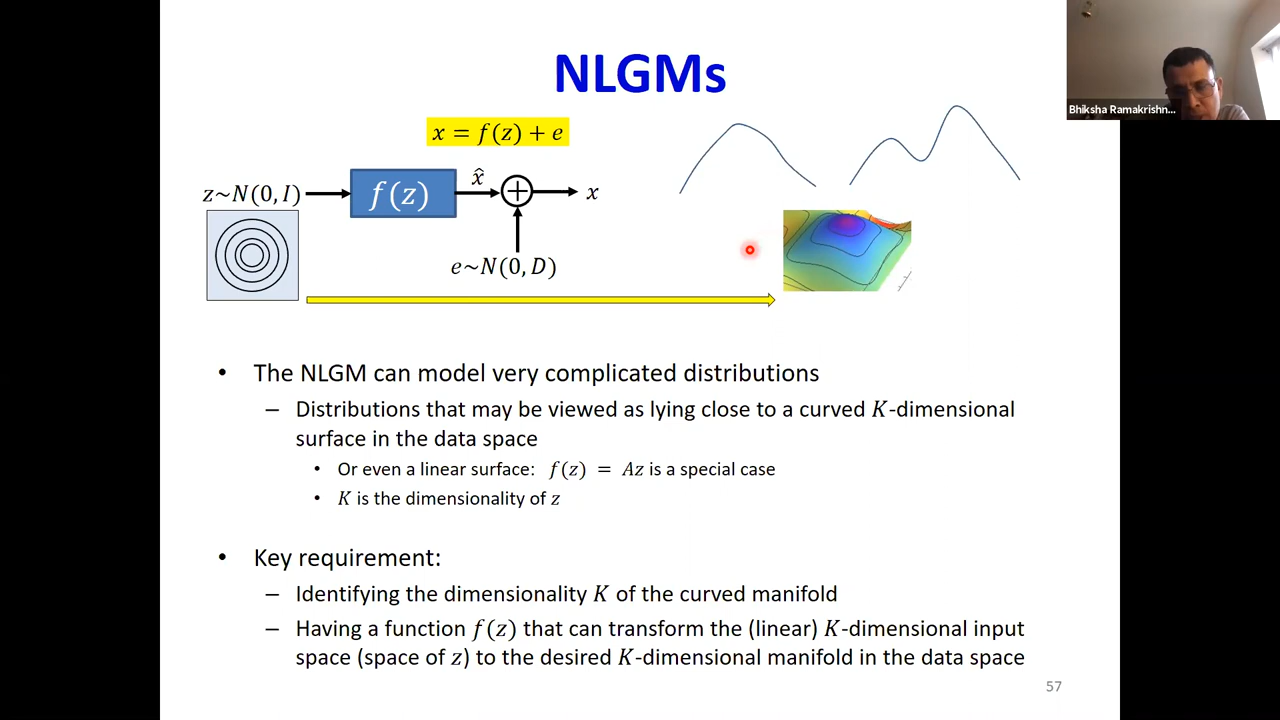 NLGMs
Bhiksha Ramakrishn...
x = f(z) + e
z~N(0, I)
f(z)
x̂
x
e~N(0, D)
• The NLGM can model very complicated distributions
– Distributions that may be viewed as lying close to a curved K-dimensional
surface in the data space
• Or even a linear surface: f(z) = Az is a special case
• K is the dimensionality of z
• Key requirement:
– Identifying the dimensionality K of the curved manifold
– Having a function f(z) that can transform the (linear) K-dimensional input
space (space of z) to the desired K-dimensional manifold in the data space
57